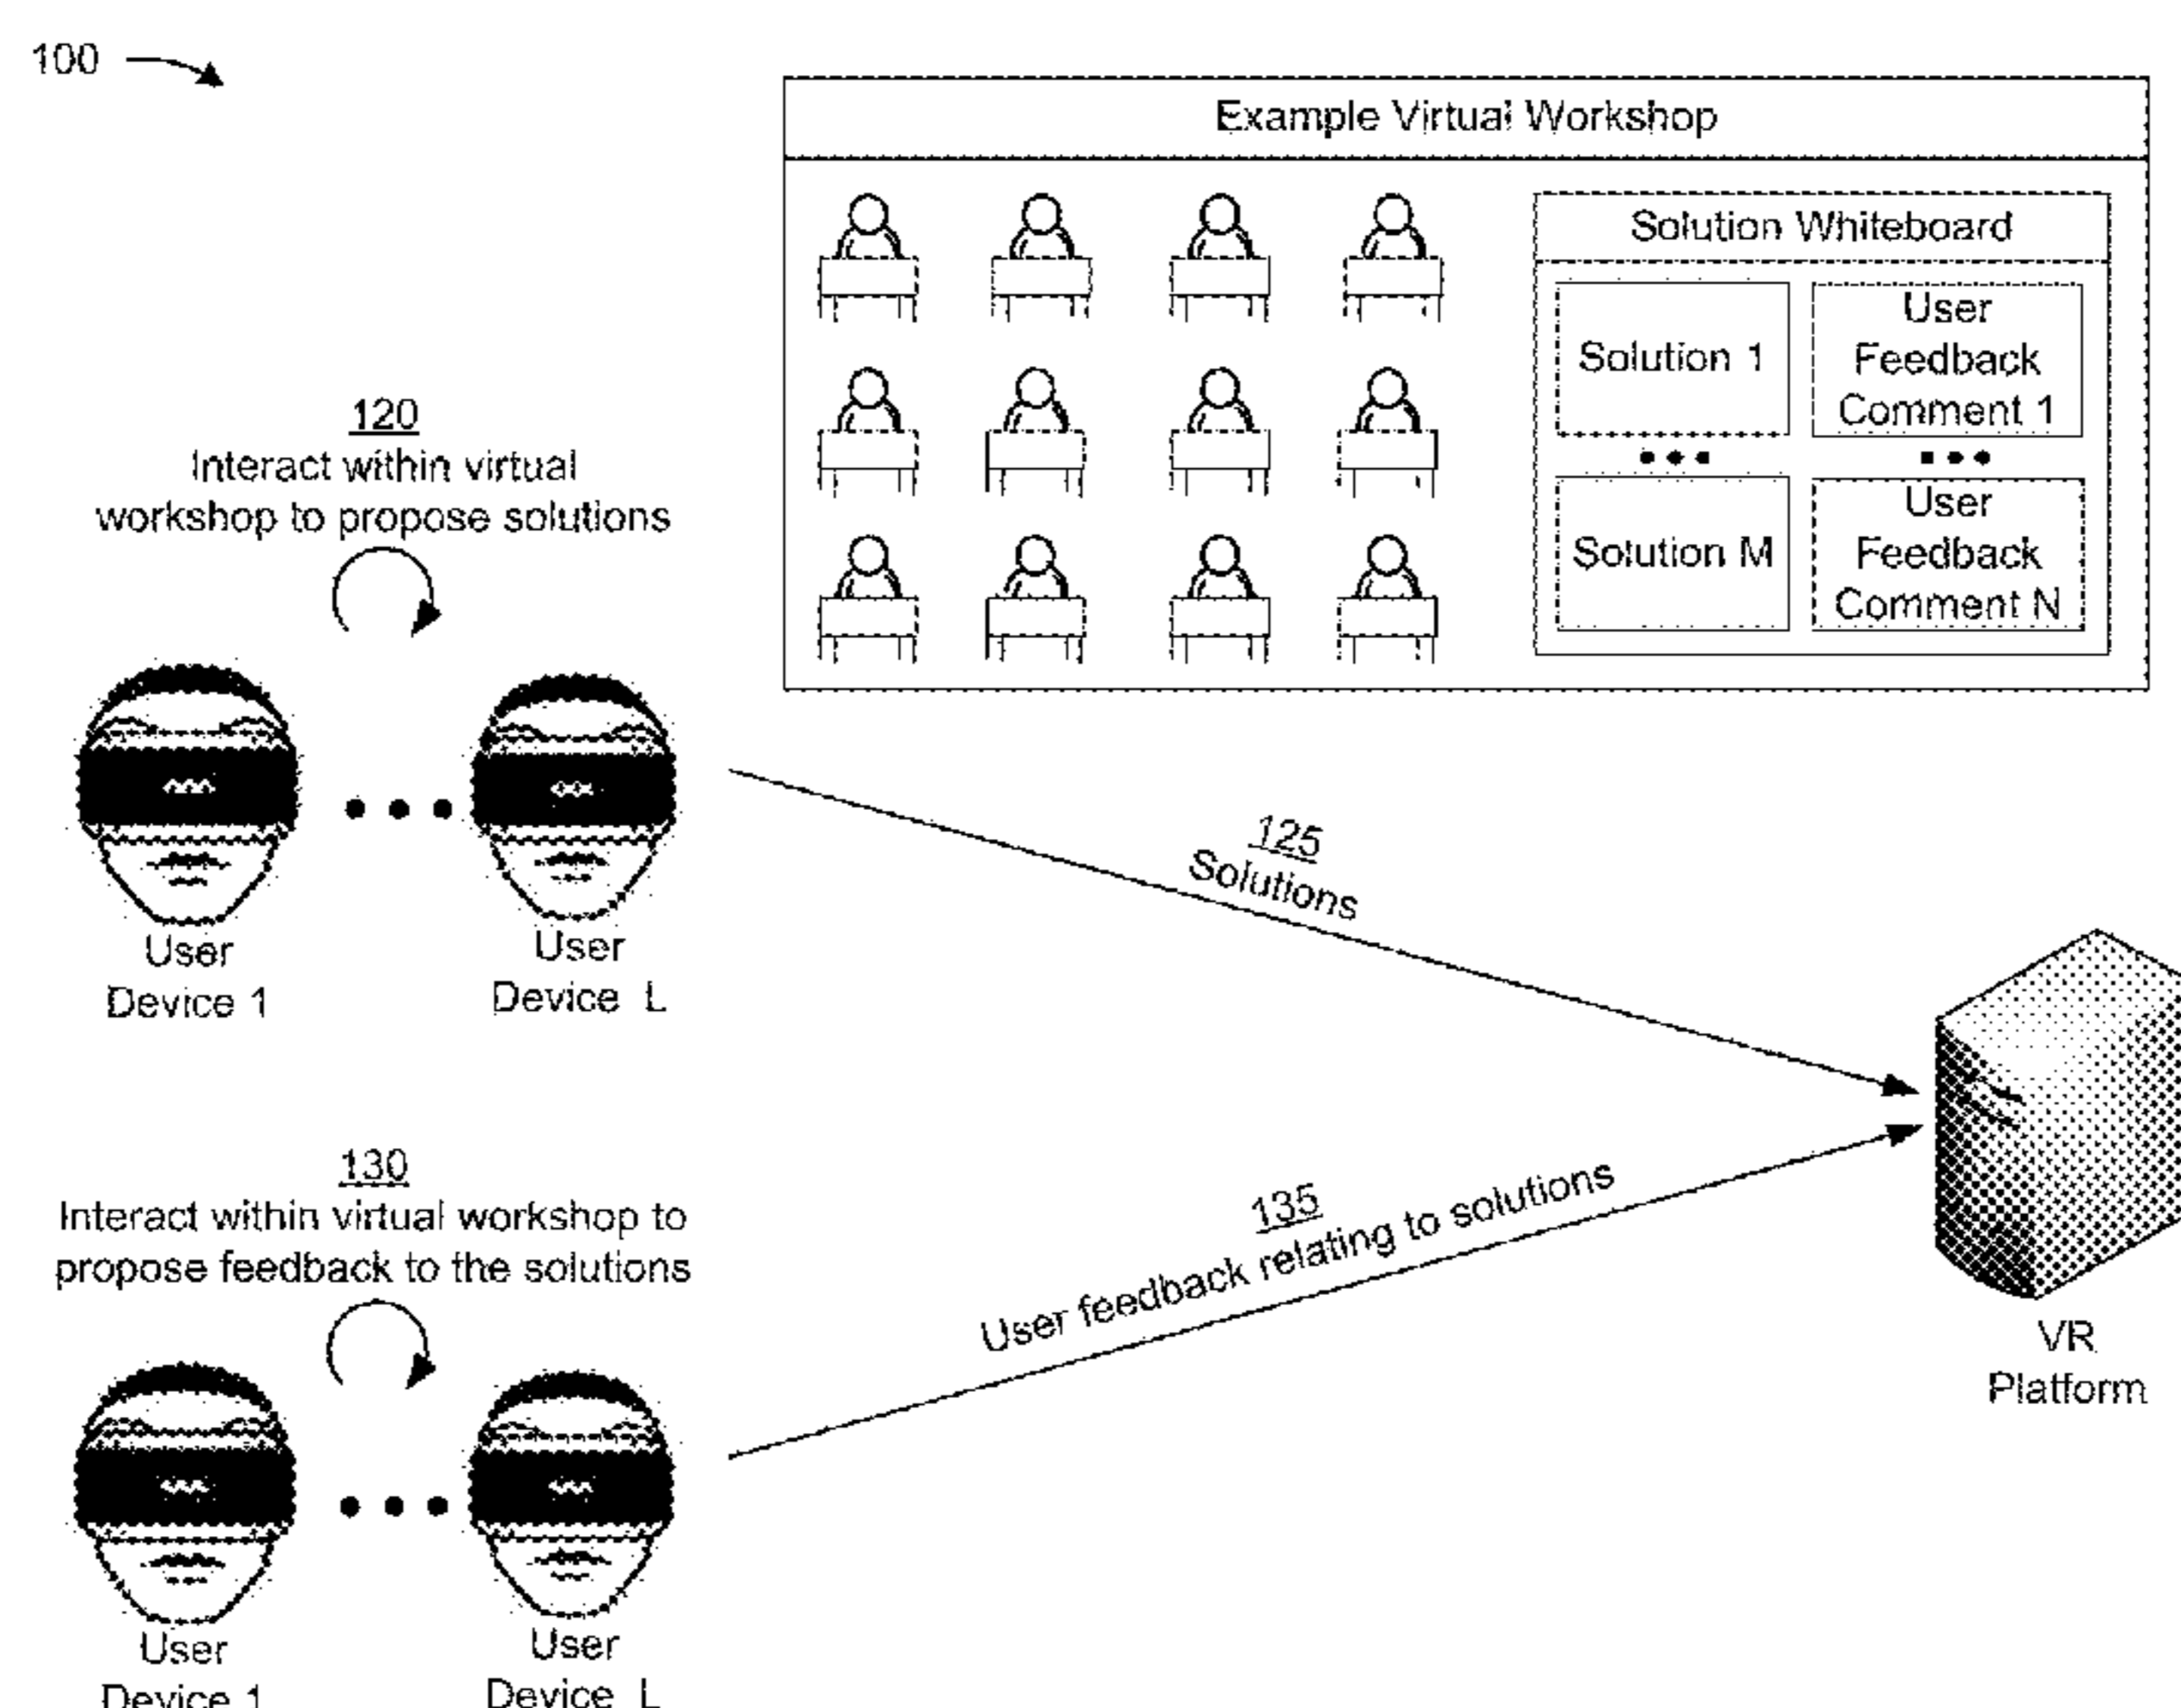 100
Example Virtual Workshop
Solution Whiteboard
Solution 1
User
Feedback
Comment 1
Solution M
User
Feedback
Comment N
120
Interact within virtual
workshop to propose solutions
User
Device 1
User
Device L
125
Solutions
130
Interact within virtual workshop to
propose feedback to the solutions
135
User feedback relating to solutions
VR
Platform
User
Device 1
User
Device L